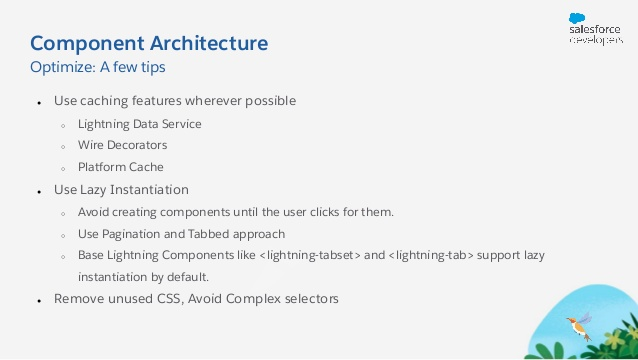 salesforce
developers
Component Architecture
Optimize: A few tips
● Use caching features wherever possible
○ Lightning Data Service
○ Wire Decorators
○ Platform Cache
● Use Lazy Instantiation
○ Avoid creating components until the user clicks for them.
○ Use Pagination and Tabbed approach
○ Base Lightning Components like <lightning-tabset> and <lightning-tab> support lazy
instantiation by default.
● Remove unused CSS, Avoid Complex selectors